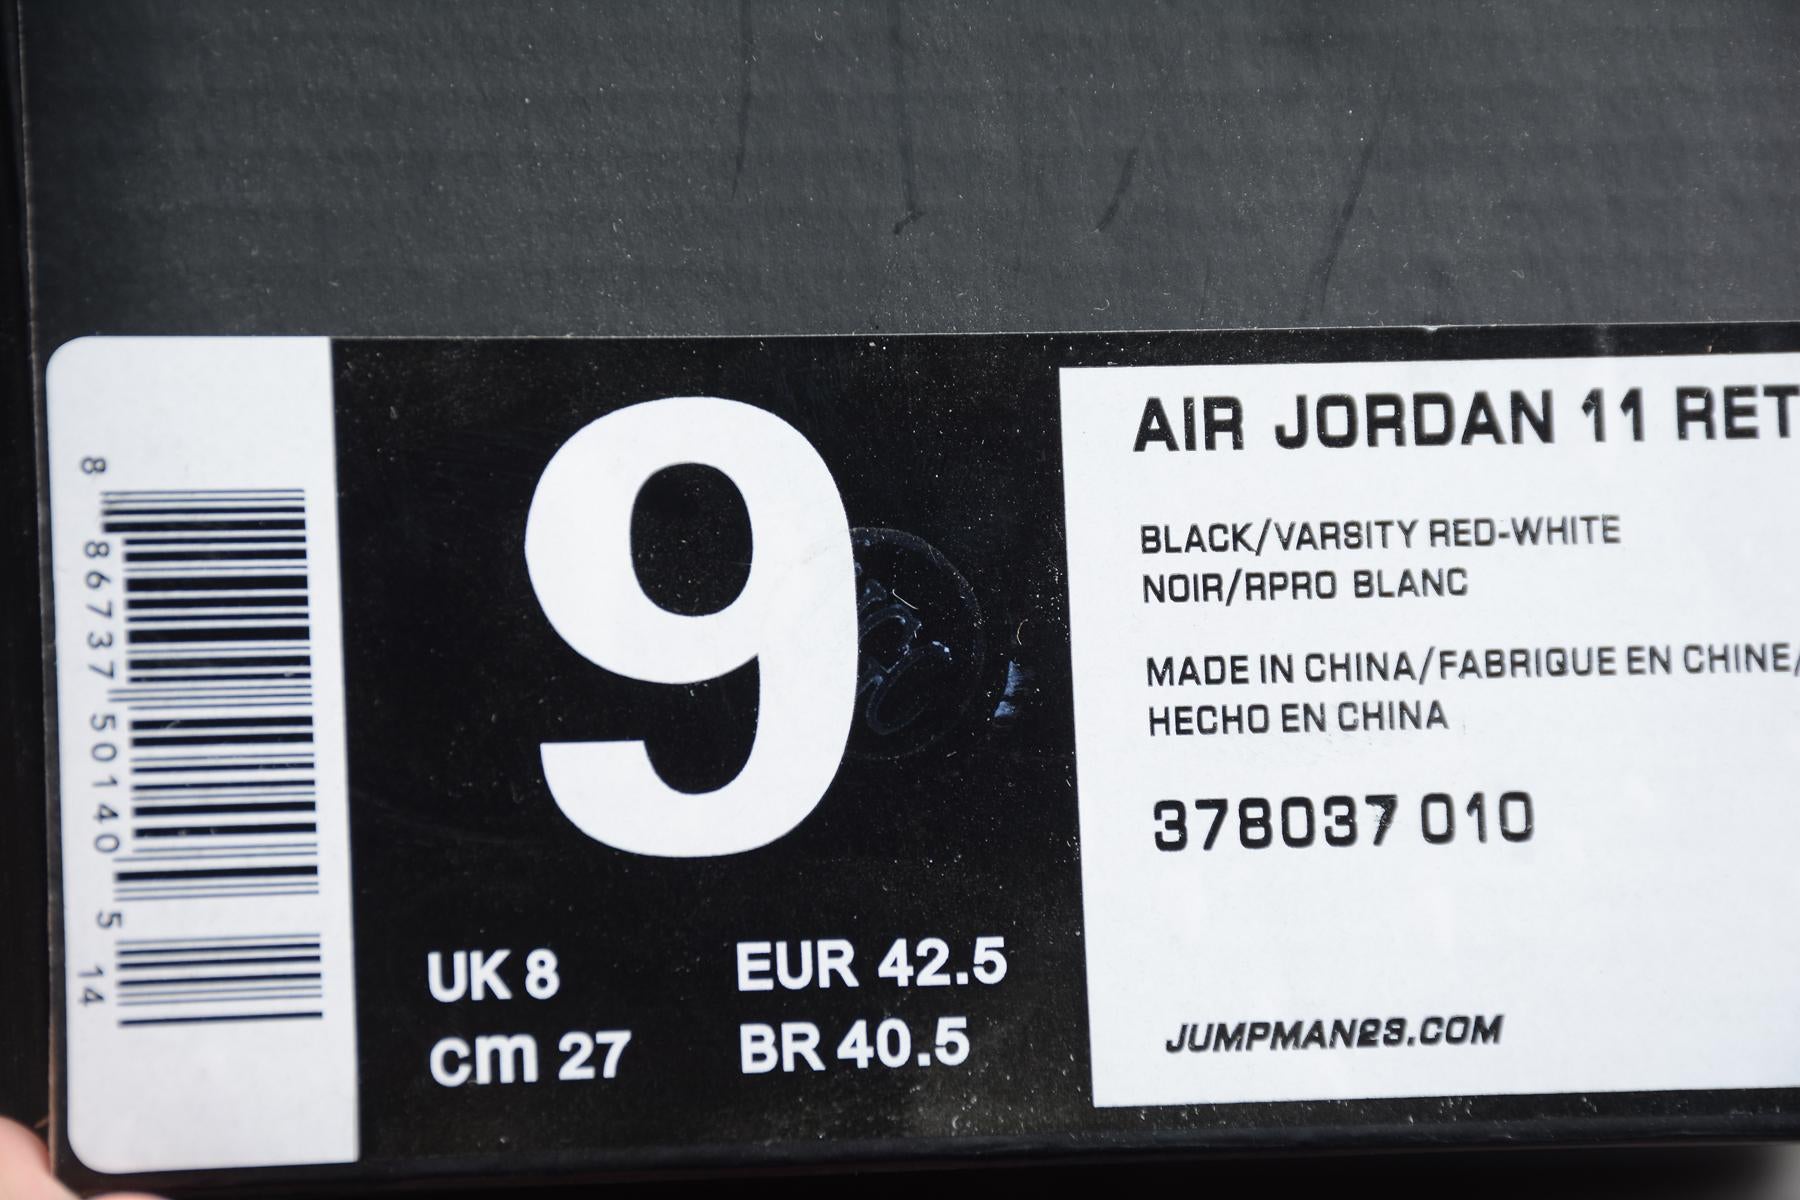 8 86737 50140 5 14
9
UK 8 EUR 42.5
cm 27 BR 40.5
AIR JORDAN 11 RET
BLACK/VARSITY RED-WHITE
NOIR/RPRO BLANC
MADE IN CHINA/FABRIQUE EN CHINE/
HECHO EN CHINA
378037 010
JUMPMAN23.COM